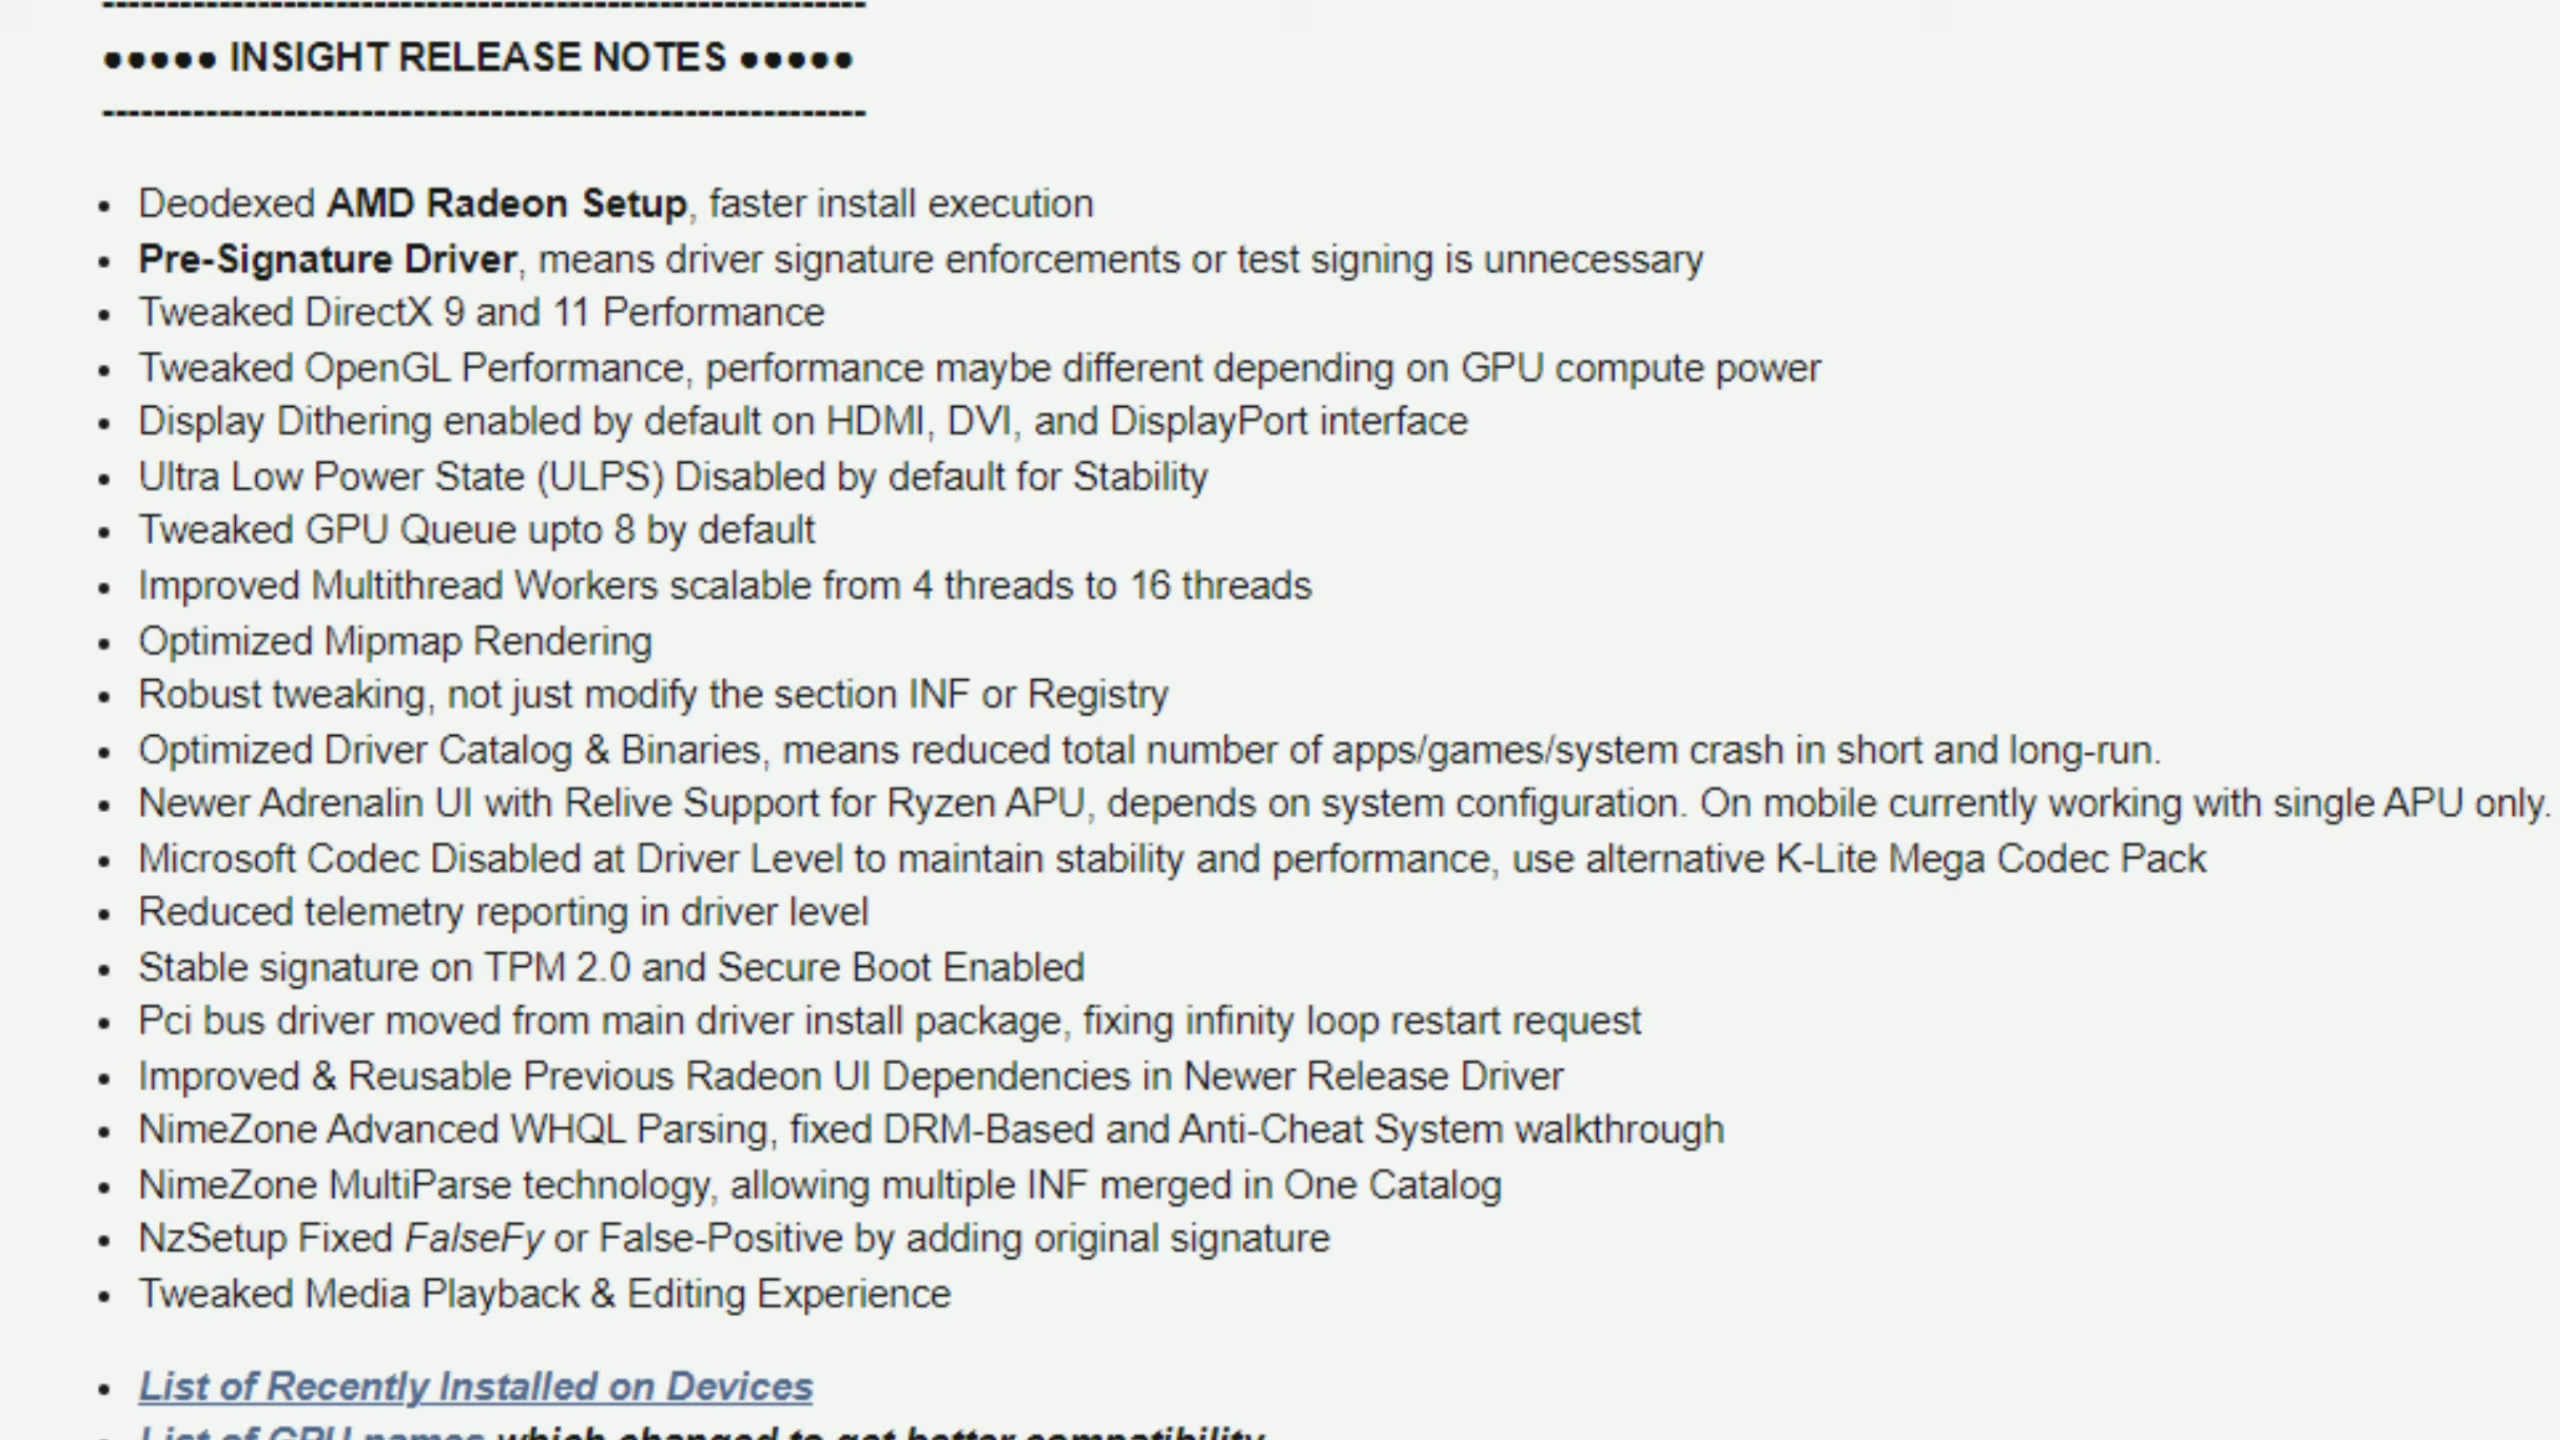 ----------------------------------------------------------
●●●●● INSIGHT RELEASE NOTES ●●●●●
----------------------------------------------------------
• Deodexed AMD Radeon Setup, faster install execution
• Pre-Signature Driver, means driver signature enforcements or test signing is unnecessary
• Tweaked DirectX 9 and 11 Performance
• Tweaked OpenGL Performance, performance maybe different depending on GPU compute power
• Display Dithering enabled by default on HDMI, DVI, and DisplayPort interface
• Ultra Low Power State (ULPS) Disabled by default for Stability
• Tweaked GPU Queue upto 8 by default
• Improved Multithread Workers scalable from 4 threads to 16 threads
• Optimized Mipmap Rendering
• Robust tweaking, not just modify the section INF or Registry
• Optimized Driver Catalog & Binaries, means reduced total number of apps/games/system crash in short and long-run.
• Newer Adrenalin UI with Relive Support for Ryzen APU, depends on system configuration. On mobile currently working with single APU only.
• Microsoft Codec Disabled at Driver Level to maintain stability and performance, use alternative K-Lite Mega Codec Pack
• Reduced telemetry reporting in driver level
• Stable signature on TPM 2.0 and Secure Boot Enabled
• Pci bus driver moved from main driver install package, fixing infinity loop restart request
• Improved & Reusable Previous Radeon UI Dependencies in Newer Release Driver
• NimeZone Advanced WHQL Parsing, fixed DRM-Based and Anti-Cheat System walkthrough
• NimeZone MultiParse technology, allowing multiple INF merged in One Catalog
• NzSetup Fixed FalseFy or False-Positive by adding original signature
• Tweaked Media Playback & Editing Experience
• List of Recently Installed on Devices
• List of GPU names which changed to get better compatibility